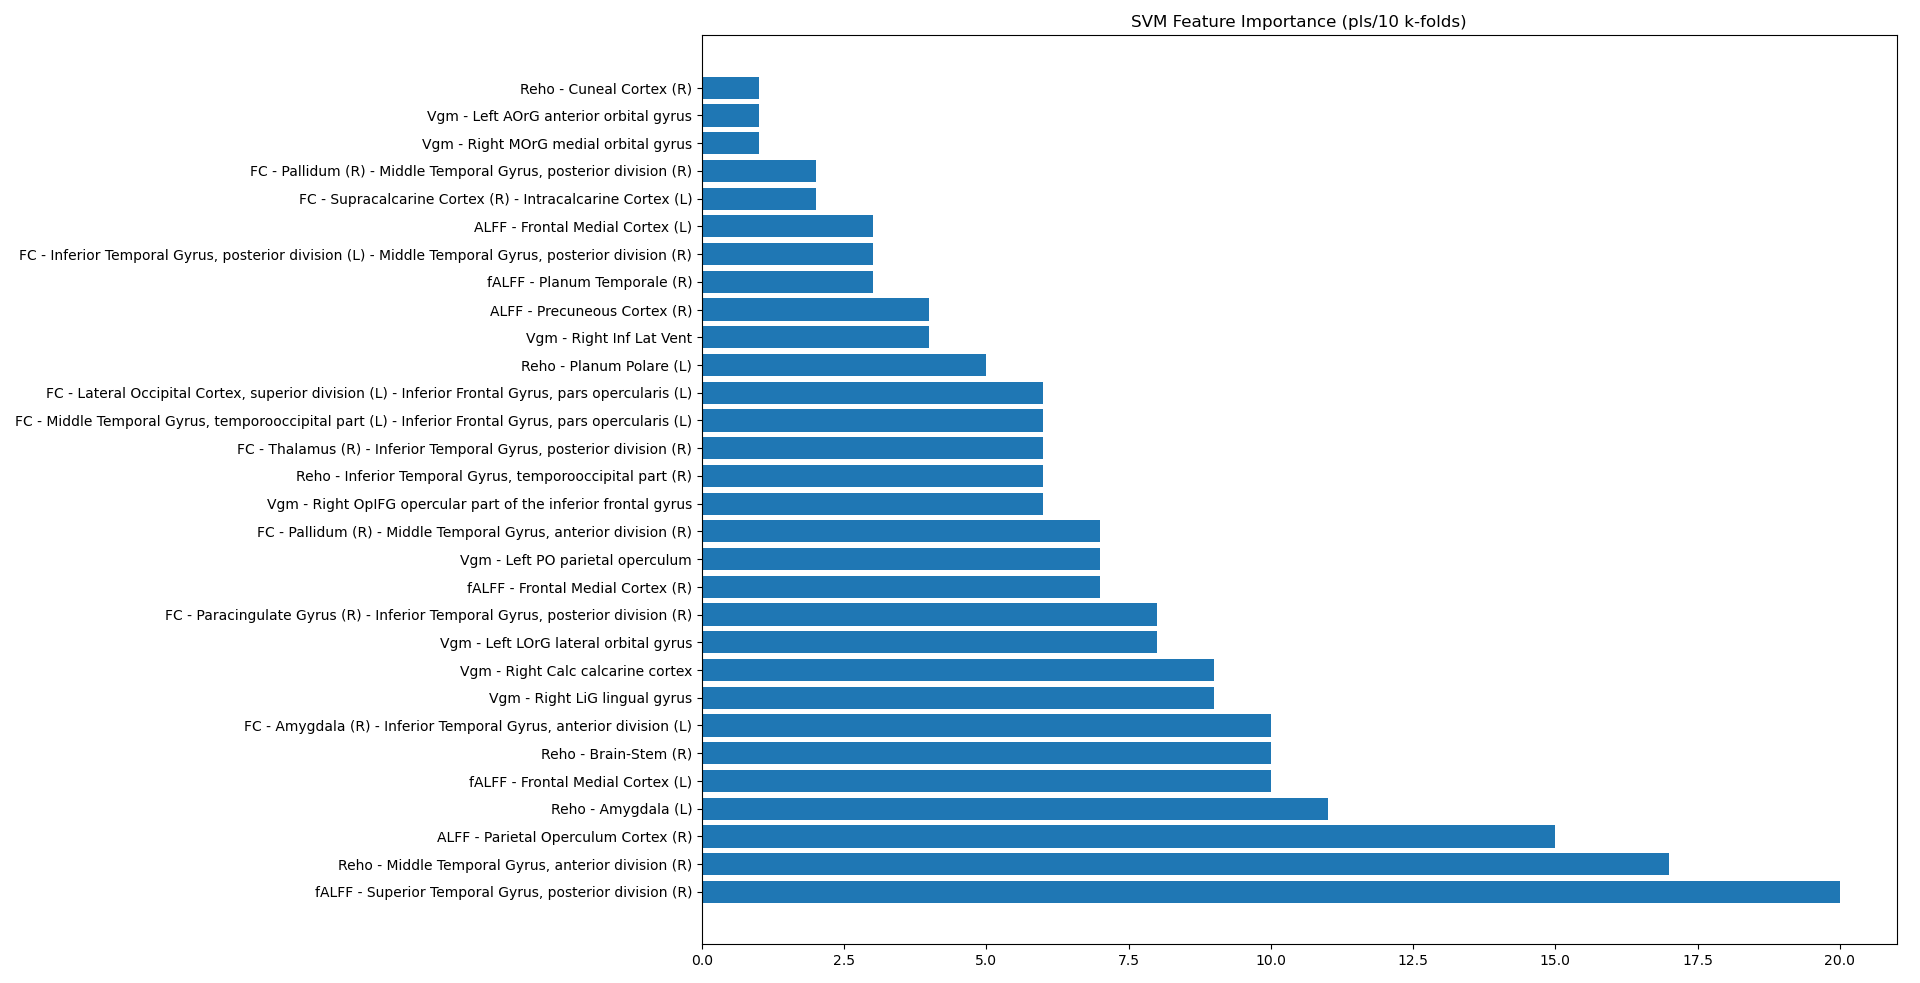 SVM Feature Importance (pls/10 k-folds)
Reho - Cuneal Cortex (R)
Vgm - Left AOrG anterior orbital gyrus
Vgm - Right MOrG medial orbital gyrus
FC - Pallidum (R) - Middle Temporal Gyrus, posterior division (R)
FC - Supracalcarine Cortex (R) - Intracalcarine Cortex (L)
ALFF - Frontal Medial Cortex (L)
FC - Inferior Temporal Gyrus, posterior division (L) - Middle Temporal Gyrus, posterior division (R)
fALFF - Planum Temporale (R)
ALFF - Precuneous Cortex (R)
Vgm - Right Inf Lat Vent
Reho - Planum Polare (L)
FC - Lateral Occipital Cortex, superior division (L) - Inferior Frontal Gyrus, pars opercularis (L)
FC - Middle Temporal Gyrus, temporooccipital part (L) - Inferior Frontal Gyrus, pars opercularis (L)
FC - Thalamus (R) - Inferior Temporal Gyrus, posterior division (R)
Reho - Inferior Temporal Gyrus, temporooccipital part (R)
Vgm - Right OpIFG opercular part of the inferior frontal gyrus
FC - Pallidum (R) - Middle Temporal Gyrus, anterior division (R)
Vgm - Left PO parietal operculum
fALFF - Frontal Medial Cortex (R)
FC - Paracingulate Gyrus (R) - Inferior Temporal Gyrus, posterior division (R)
Vgm - Left LOrG lateral orbital gyrus
Vgm - Right Calc calcarine cortex
Vgm - Right LiG lingual gyrus
FC - Amygdala (R) - Inferior Temporal Gyrus, anterior division (L)
Reho - Brain-Stem (R)
fALFF - Frontal Medial Cortex (L)
Reho - Amygdala (L)
ALFF - Parietal Operculum Cortex (R)
Reho - Middle Temporal Gyrus, anterior division (R)
fALFF - Superior Temporal Gyrus, posterior division (R)
0.0 2.5 5.0 7.5 10.0 12.5 15.0 17.5 20.0